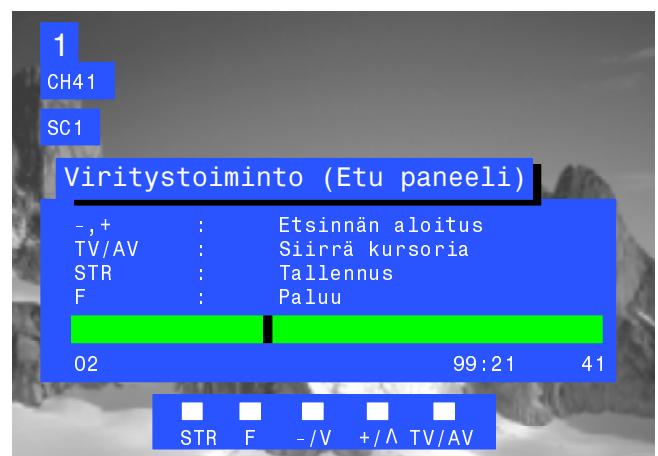 1
CH41
SC1
Viritystoiminto (Etu paneeli)
-,+ : Etsinnän aloitus
TV/AV : Siirrä kursoria
STR : Tallennus
F : Paluu
02 99:21 41
STR F -/V +/Λ TV/AV